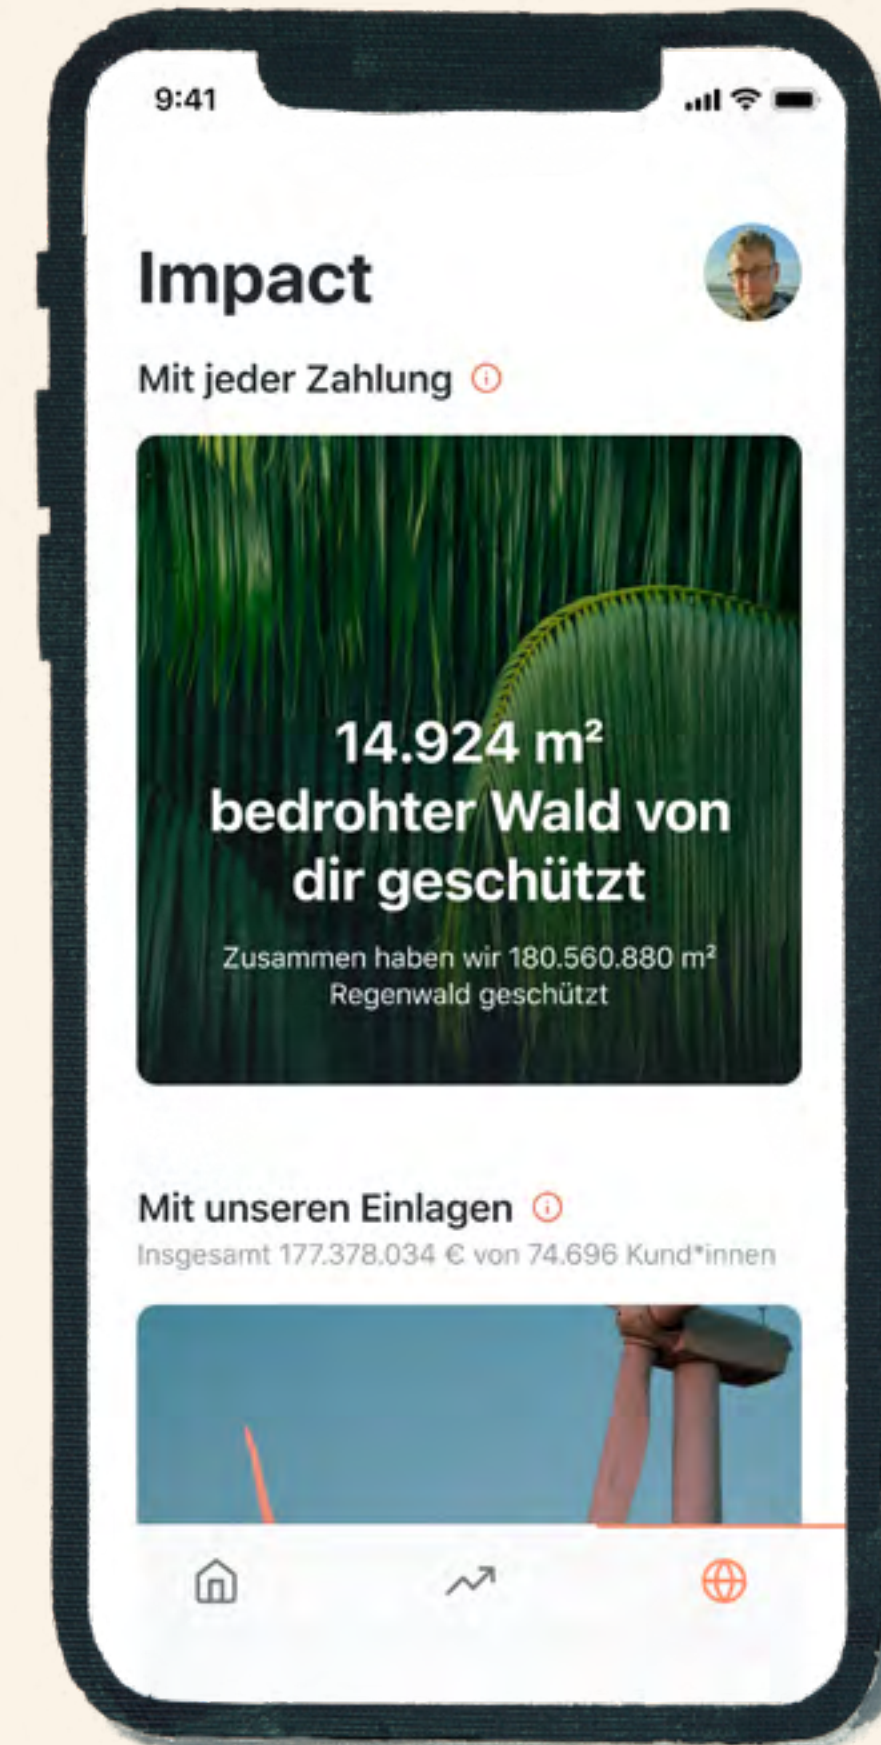 9:41
Impact
Mit jeder Zahlung
14.924 m²
bedrohter Wald von
dir geschützt
Zusammen haben wir 180.560.880 m²
Regenwald geschützt
Mit unseren Einlagen
Insgesamt 177.378.034 € von 74.696 Kund*innen